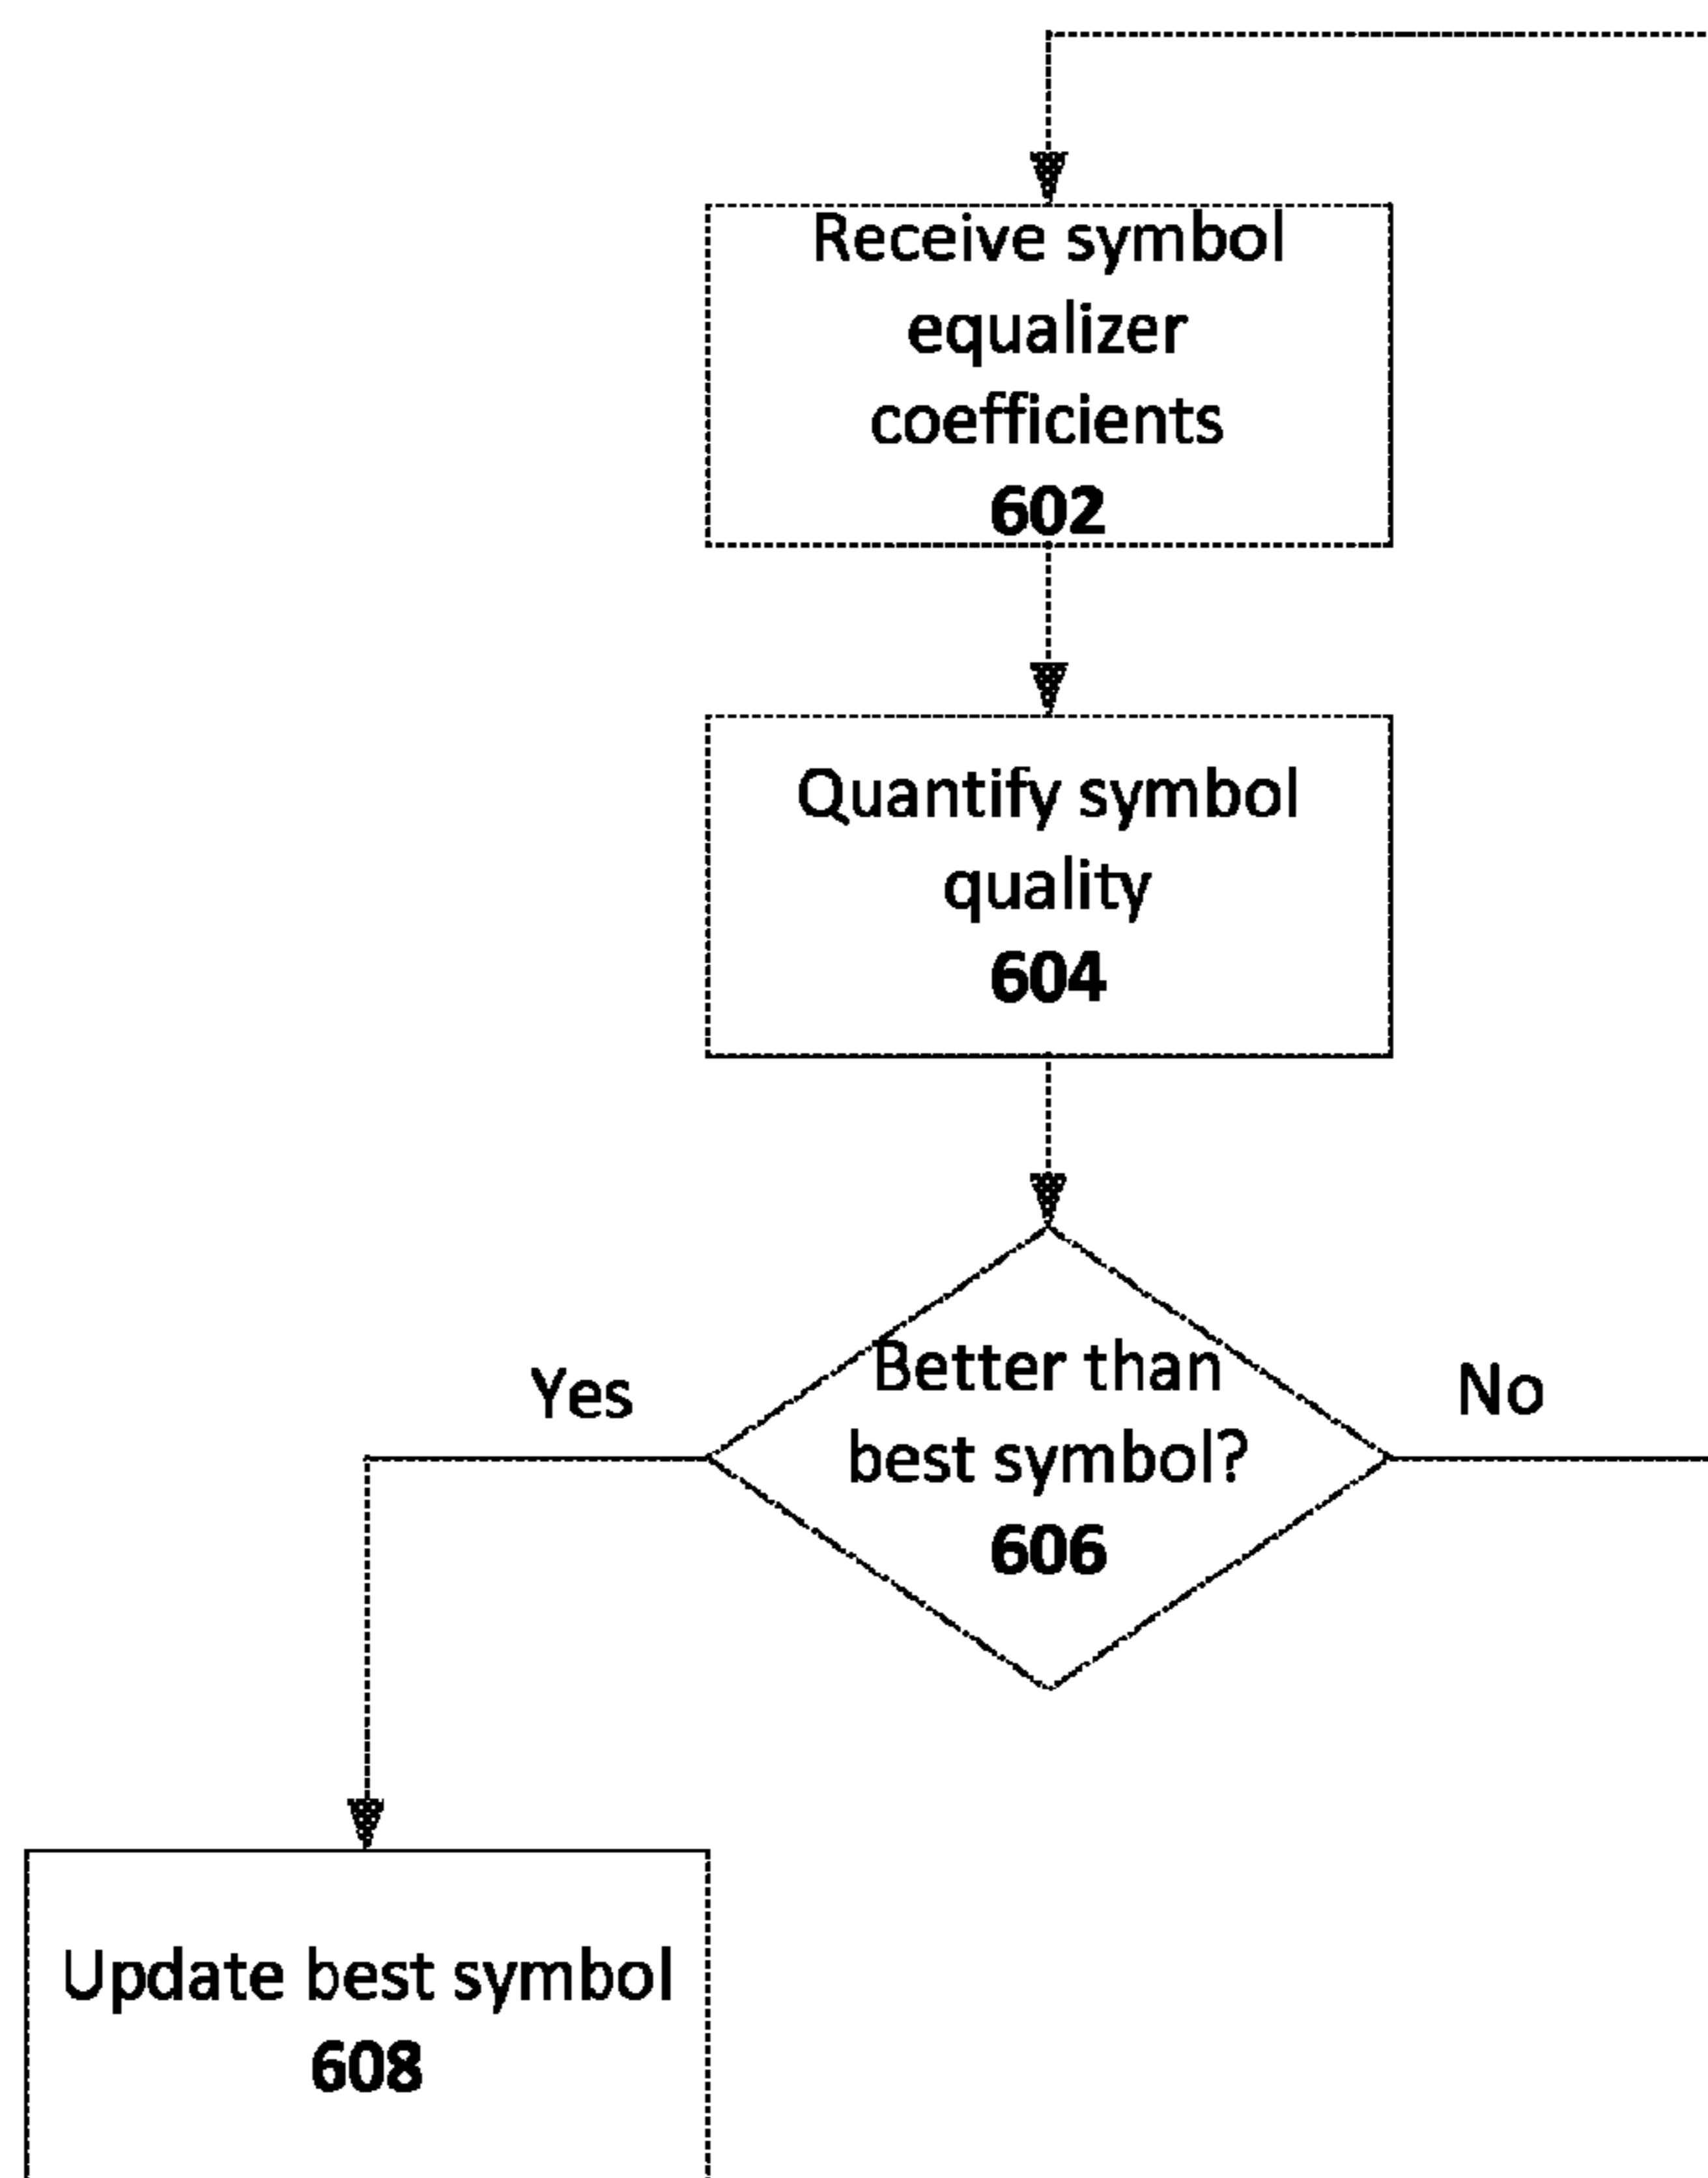 Receive symbol
equalizer
coefficients
602
Quantify symbol
quality
604
Better than
best symbol?
606
Yes
No
Update best symbol
608